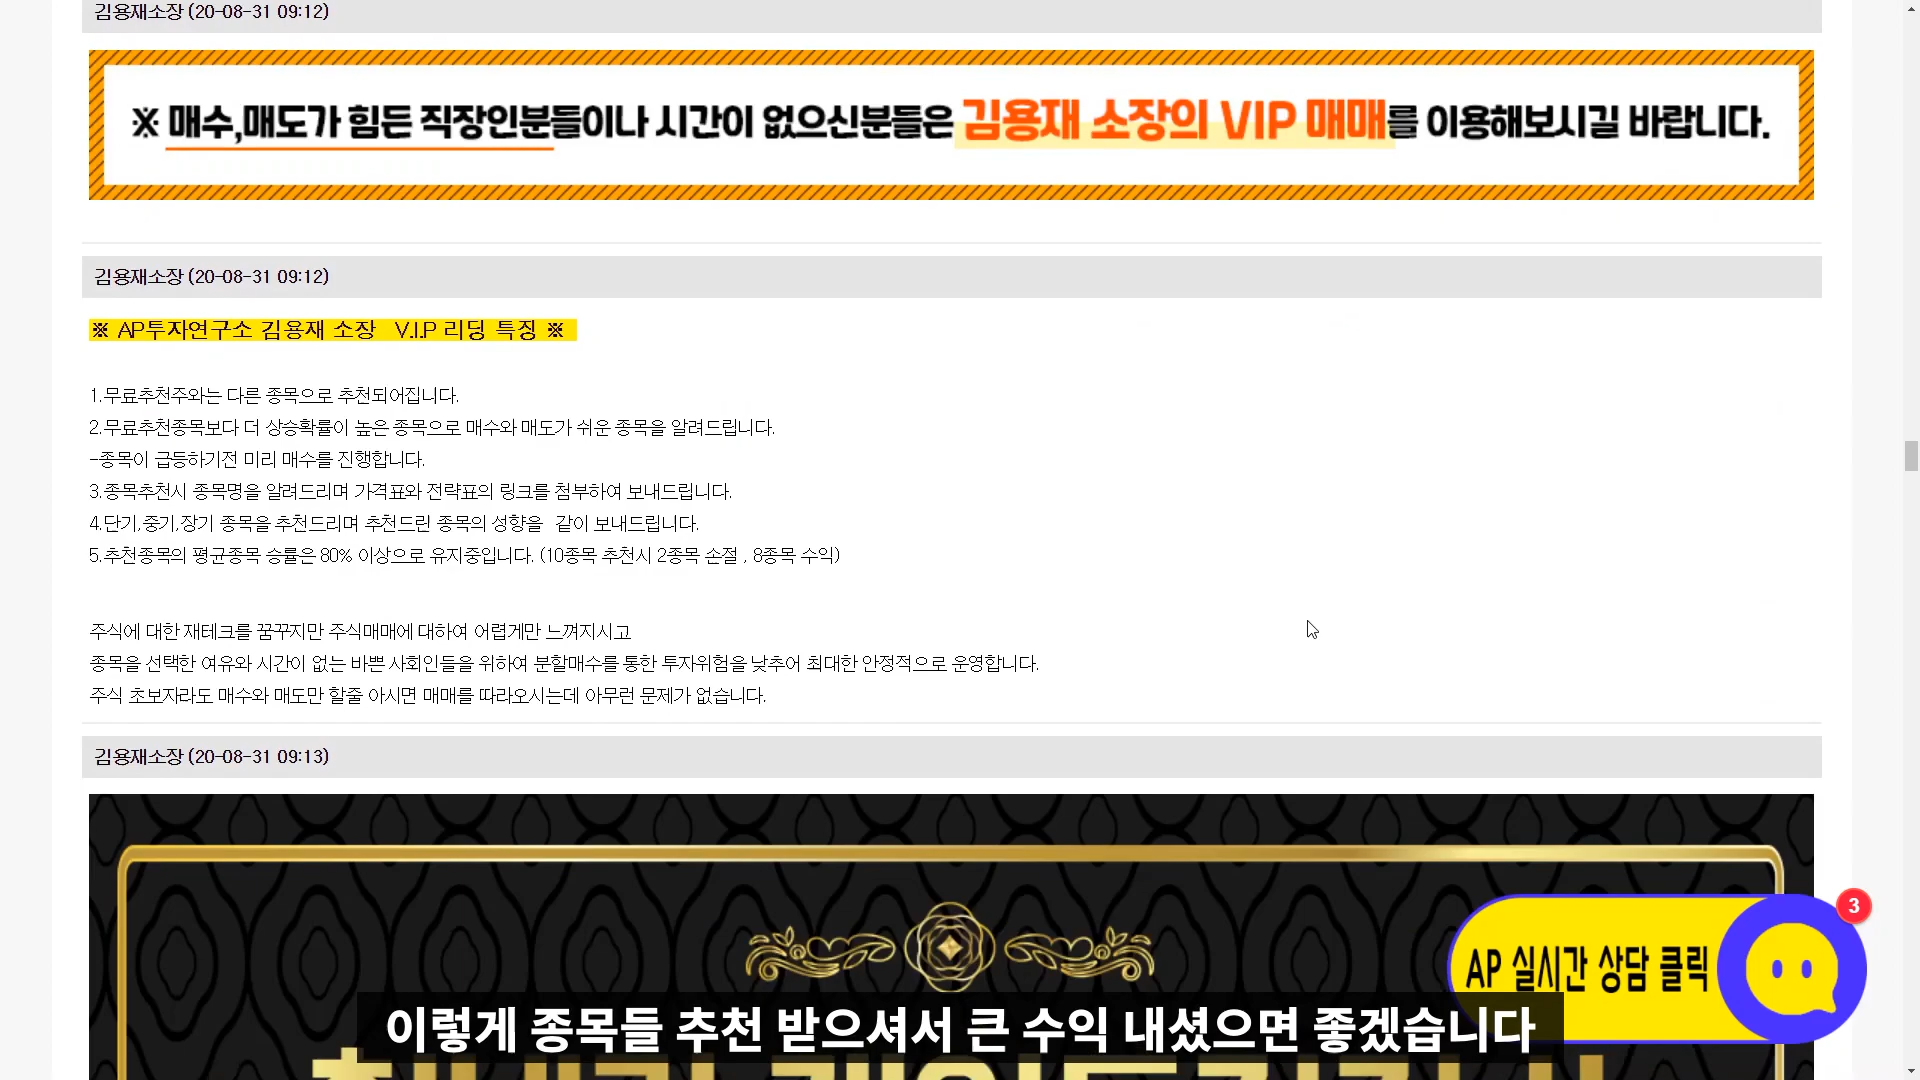 김용재소장 (20-08-31 09:12)
※ 매수,매도가 힘든 직장인분들이나 시간이 없으신분들은 김용재 소장의 VIP 매매를 이용해보시길 바랍니다.
김용재소장 (20-08-31 09:12)
※ AP투자연구소 김용재 소장 V.I.P 리딩 특징 ※
1.무료추천주와는 다른 종목으로 추천되어집니다.
2.무료추천종목보다 더 상승확률이 높은 종목으로 매수와 매도가 쉬운 종목을 알려드립니다.
-종목이 급등하기전 미리 매수를 진행합니다.
3.종목추천시 종목명을 알려드리며 가격표와 전략표의 링크를 첨부하여 보내드립니다.
4.단기,중기,장기 종목을 추천드리며 추천드린 종목의 성향을 같이 보내드립니다.
5.추천종목의 평균종목 승률은 80% 이상으로 유지중입니다. (10종목 추천시 2종목 손절 , 8종목 수익)
주식에 대한 재테크를 꿈꾸지만 주식매매에 대하여 어렵게만 느껴지시고
종목을 선택한 여유와 시간이 없는 바쁜 사회인들을 위하여 분할매수를 통한 투자위험을 낮추어 최대한 안정적으로 운영합니다.
주식 초보자라도 매수와 매도만 할줄 아시면 매매를 따라오시는데 아무런 문제가 없습니다.
김용재소장 (20-08-31 09:13)
3
AP 실시간 상담 클릭
이렇게 종목들 추천 받으셔서 큰 수익 내셨으면 좋겠습니다